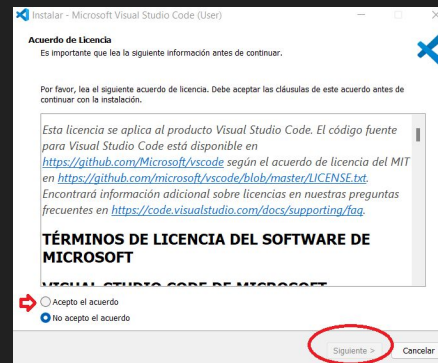 Instalar - Microsoft Visual Studio Code (User)
Acuerdo de Licencia
Es importante que lea la siguiente información antes de continuar.
Por favor, lea el siguiente acuerdo de licencia. Debe aceptar las cláusulas de este acuerdo antes de
continuar con la instalación.
Esta licencia se aplica al producto Visual Studio Code. El código fuente
para Visual Studio Code está disponible en
https://github.com/Microsoft/vscode según el acuerdo de licencia del MIT
en https://github.com/microsoft/vscode/blob/master/LICENSE.txt.
Encontrará información adicional sobre licencias en nuestras preguntas
frecuentes en https://code.visualstudio.com/docs/supporting/faq.
TÉRMINOS DE LICENCIA DEL SOFTWARE DE
MICROSOFT
VISUAL STUDIO CODE DE MICROSOFT
Acepto el acuerdo
No acepto el acuerdo
Siguiente >
Cancelar